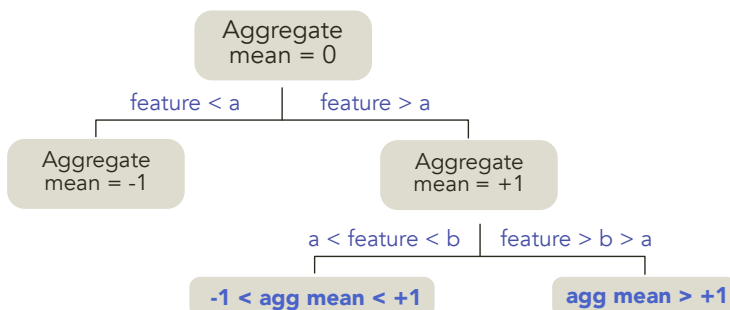 Aggregate
mean = 0
feature < a
feature > a
Aggregate
mean = -1
Aggregate
mean = +1
a < feature < b
feature > b > a
-1 < agg mean < +1
agg mean > +1